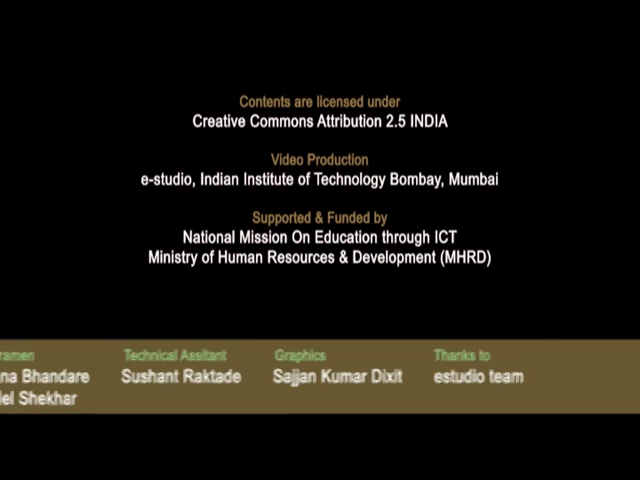 Contents are licensed under
Creative Commons Attribution 2.5 INDIA
Video Production
e-studio, Indian Institute of Technology Bombay, Mumbai
Supported & Funded by
National Mission On Education through ICT
Ministry of Human Resources & Development (MHRD)
Technical Assitant
Graphics
Thanks to
Bhandare
Sushant Raktade
Sajjan Kumar Dixit
estudio team
Shekhar